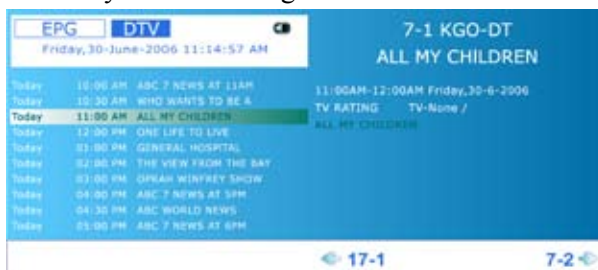 EPG DTV
Friday,30-June-2006 11:14:57 AM
7-1 KGO-DT
ALL MY CHILDREN
Today 10:00 AM ABC 7 NEWS AT 11AM
Today 10:30 AM WHO WANTS TO BE A
Today 11:00 AM ALL MY CHILDREN
Today 12:00 PM ONE LIFE TO LIVE
Today 01:00 PM GENERAL HOSPITAL
Today 02:00 PM THE VIEW FROM THE BAY
Today 03:00 PM OPRAH WINFREY SHOW
Today 04:00 PM ABC 7 NEWS AT 5PM
Today 04:30 PM ABC WORLD NEWS
Today 05:00 PM ABC 7 NEWS AT 6PM
11:00AM-12:00AM Friday,30-6-2006
TV RATING TV-None /
ALL MY CHILDREN
17-1
7-2